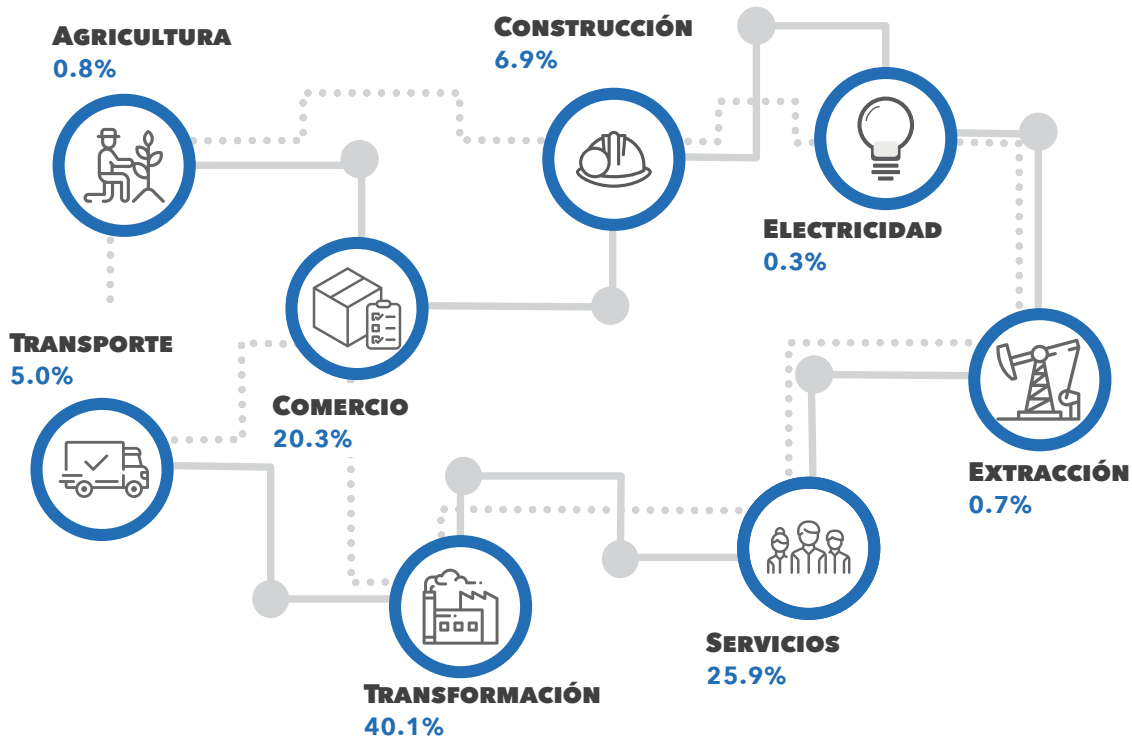 AGRICULTURA
0.8%
CONSTRUCCIÓN
6.9%
ELECTRICIDAD
0.3%
TRANSPORTE
5.0%
COMERCIO
20.3%
EXTRACCIÓN
0.7%
SERVICIOS
25.9%
TRANSFORMACIÓN
40.1%